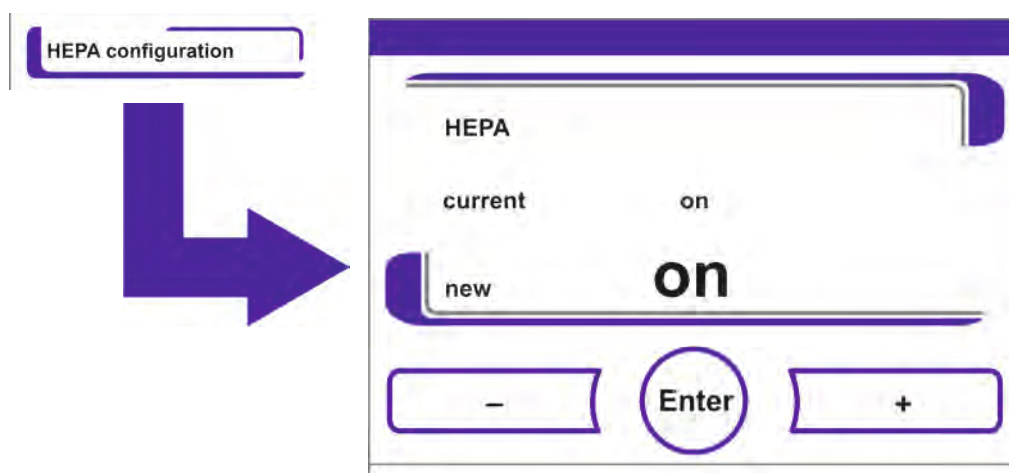 HEPA configuration
HEPA
current on
new on
– Enter +